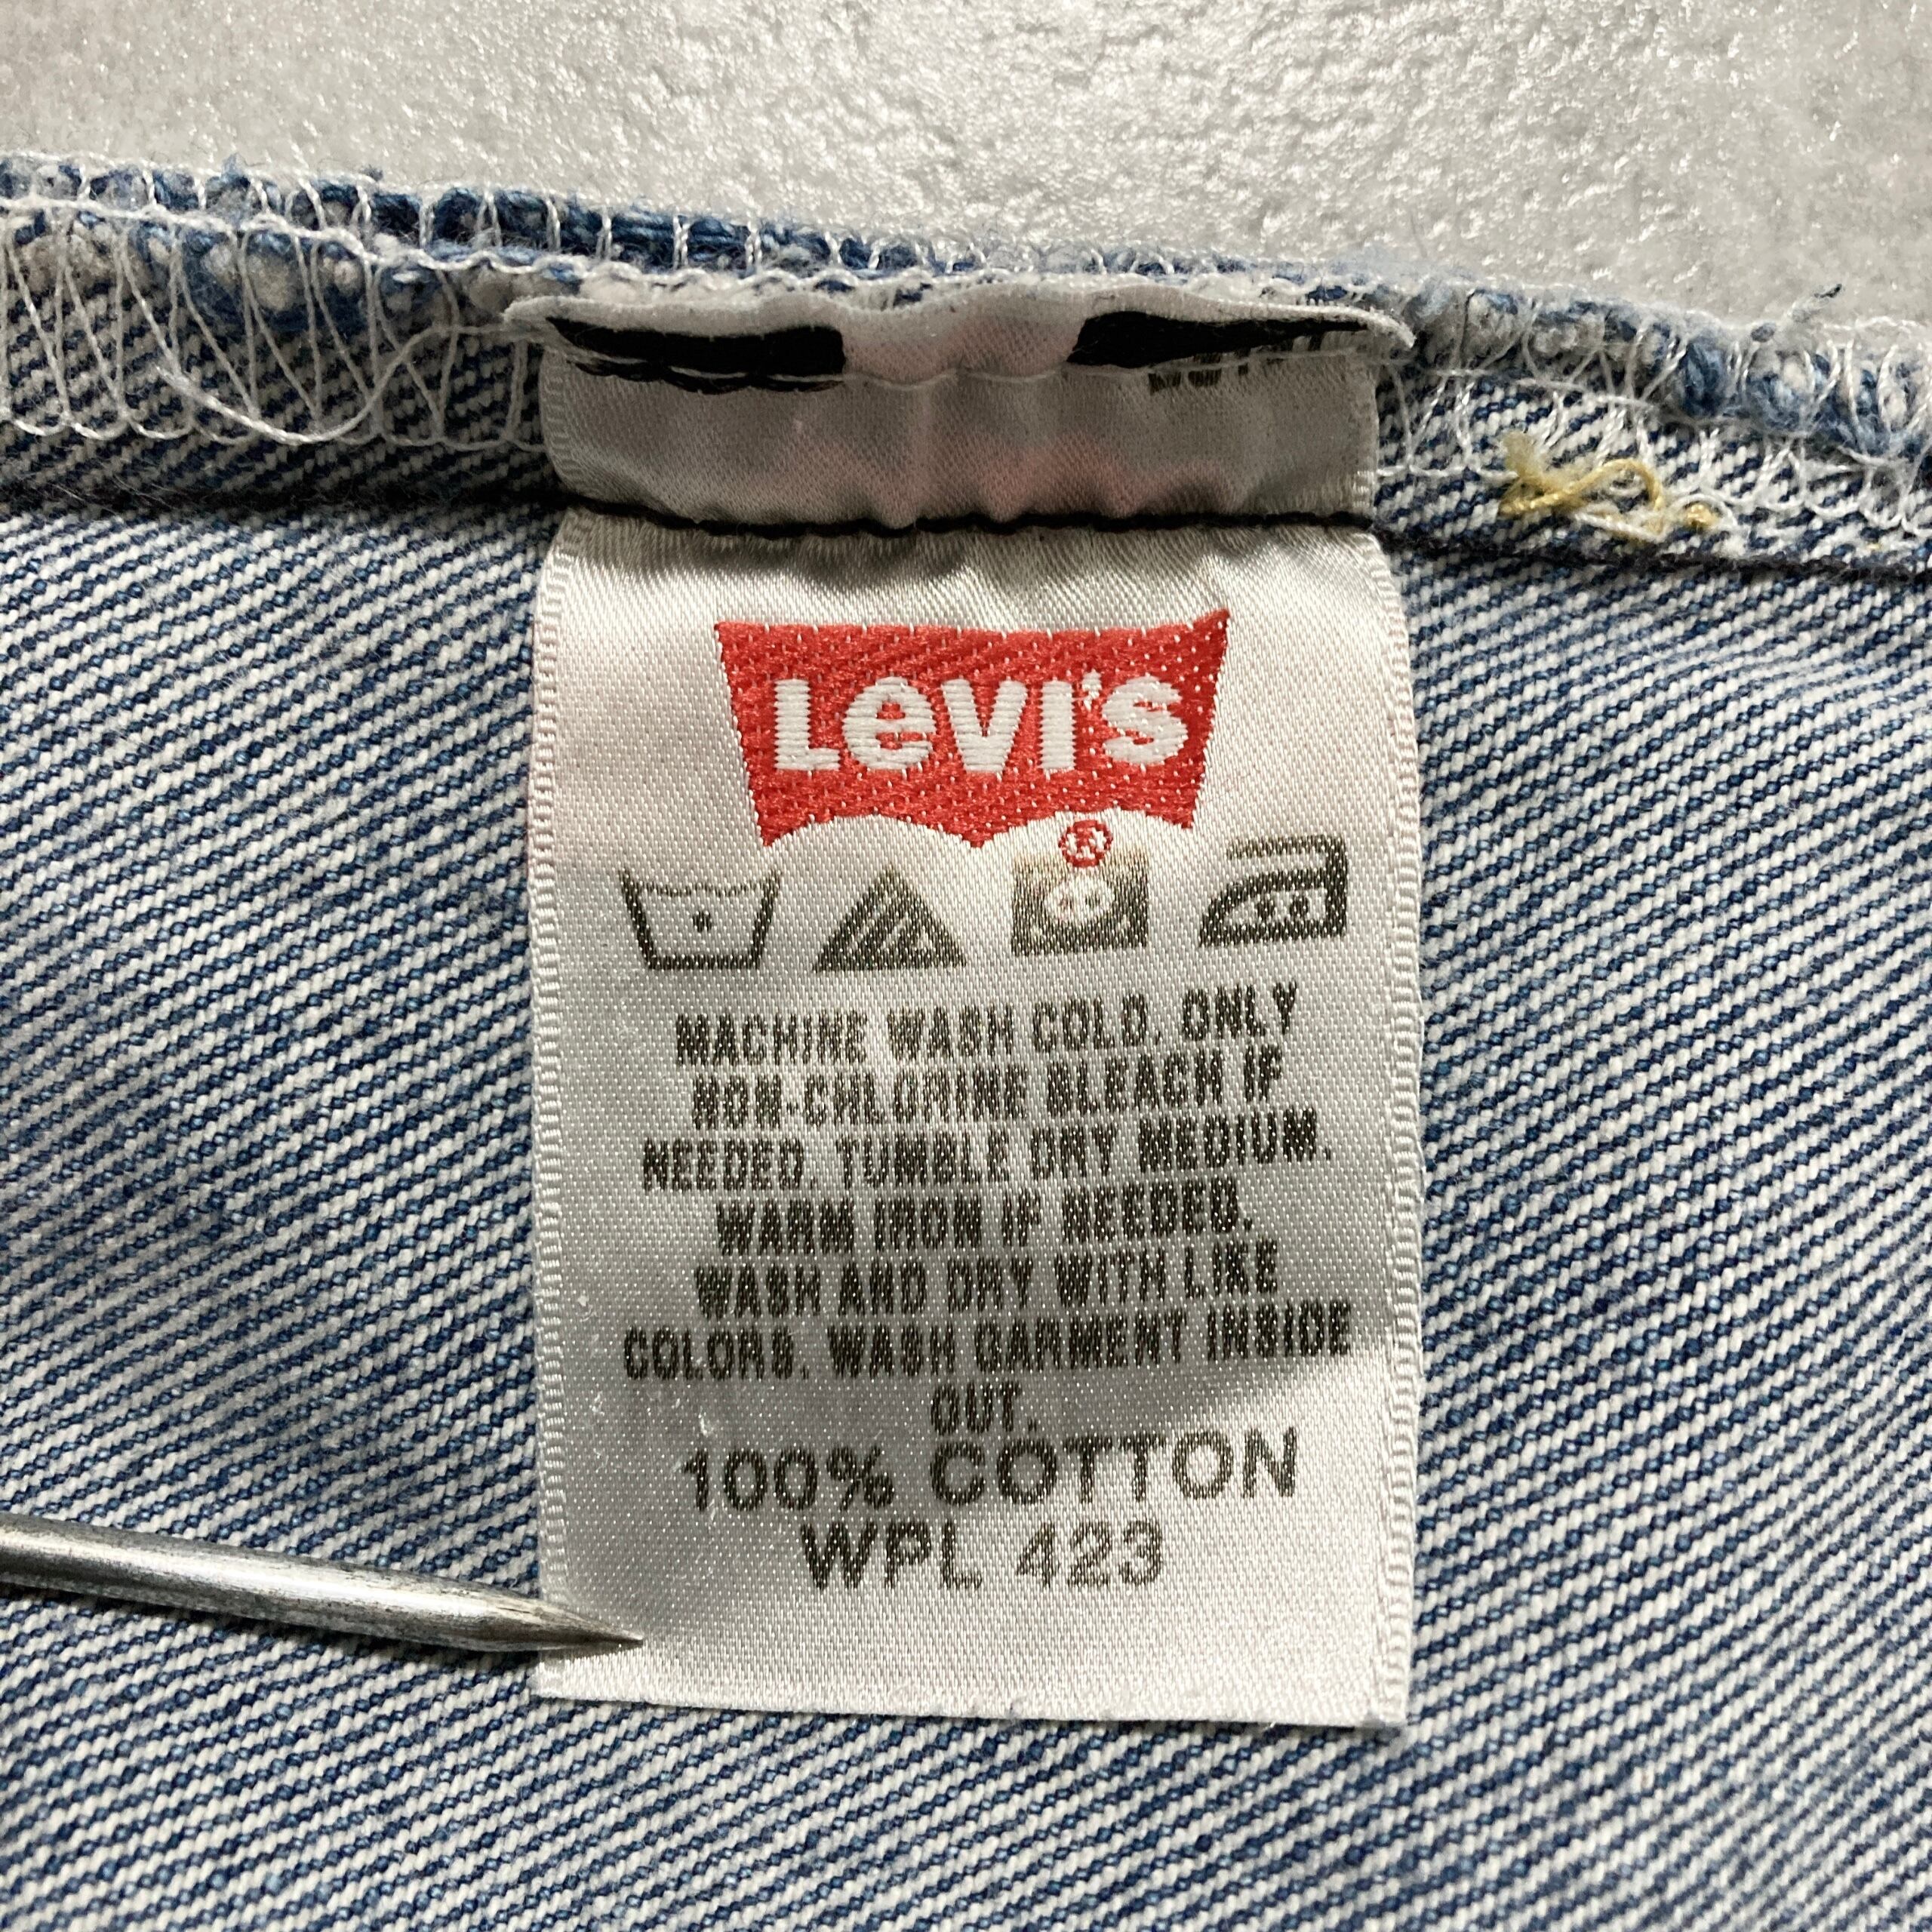 LEVI'S
®
MACHINE WASH COLD. ONLY
NON-CHLORINE BLEACH IF
NEEDED. TUMBLE DRY MEDIUM.
WARM IRON IF NEEDED.
WASH AND DRY WITH LIKE
COLORS. WASH GARMENT INSIDE
OUT.
100% COTTON
WPL 423